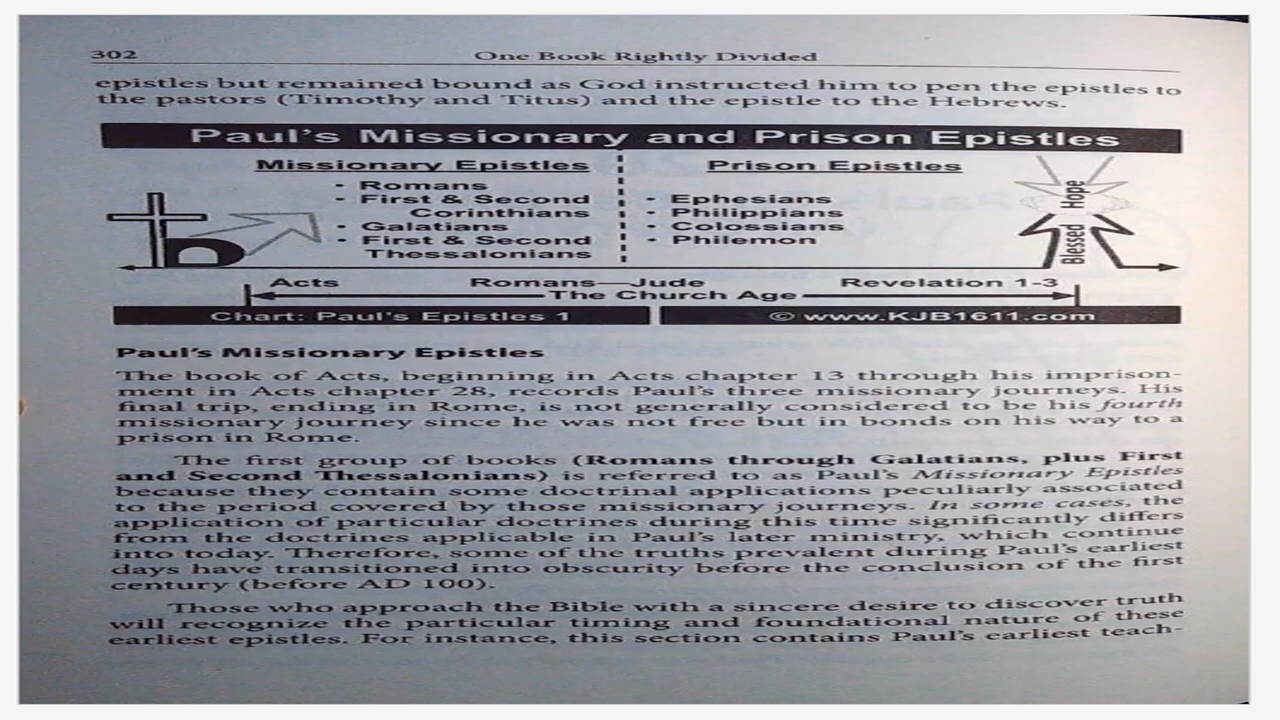 302
One Book Rightly Divided
epistles but remained bound as God instructed him to pen the epistles to
the pastors (Timothy and Titus) and the epistle to the Hebrews.
Paul's Missionary and Prison Epistles
Missionary Epistles
• Romans
• First & Second
Corinthians
• Galatians
• First & Second
Thessalonians
Prison Epistles
• Ephesians
• Philippians
• Colossians
• Philemon
Blessed Hope
Acts
Romans—Jude
Revelation 1-3
The Church Age
Chart: Paul's Epistles 1
© www.KJB1611.com
Paul's Missionary Epistles
The book of Acts, beginning in Acts chapter 13 through his imprison-
ment in Acts chapter 28, records Paul's three missionary journeys. His
final trip, ending in Rome, is not generally considered to be his fourth
missionary journey since he was not free but in bonds on his way to a
prison in Rome.
The first group of books (Romans through Galatians, plus First
and Second Thessalonians) is referred to as Paul's Missionary Epistles
because they contain some doctrinal applications peculiarly associated
to the period covered by those missionary journeys. In some cases, the
application of particular doctrines during this time significantly differs
from the doctrines applicable in Paul's later ministry, which continue
into today. Therefore, some of the truths prevalent during Paul's earliest
days have transitioned into obscurity before the conclusion of the first
century (before AD 100).
Those who approach the Bible with a sincere desire to discover truth
will recognize the particular timing and foundational nature of these
earliest epistles. For instance, this section contains Paul's earliest teach-